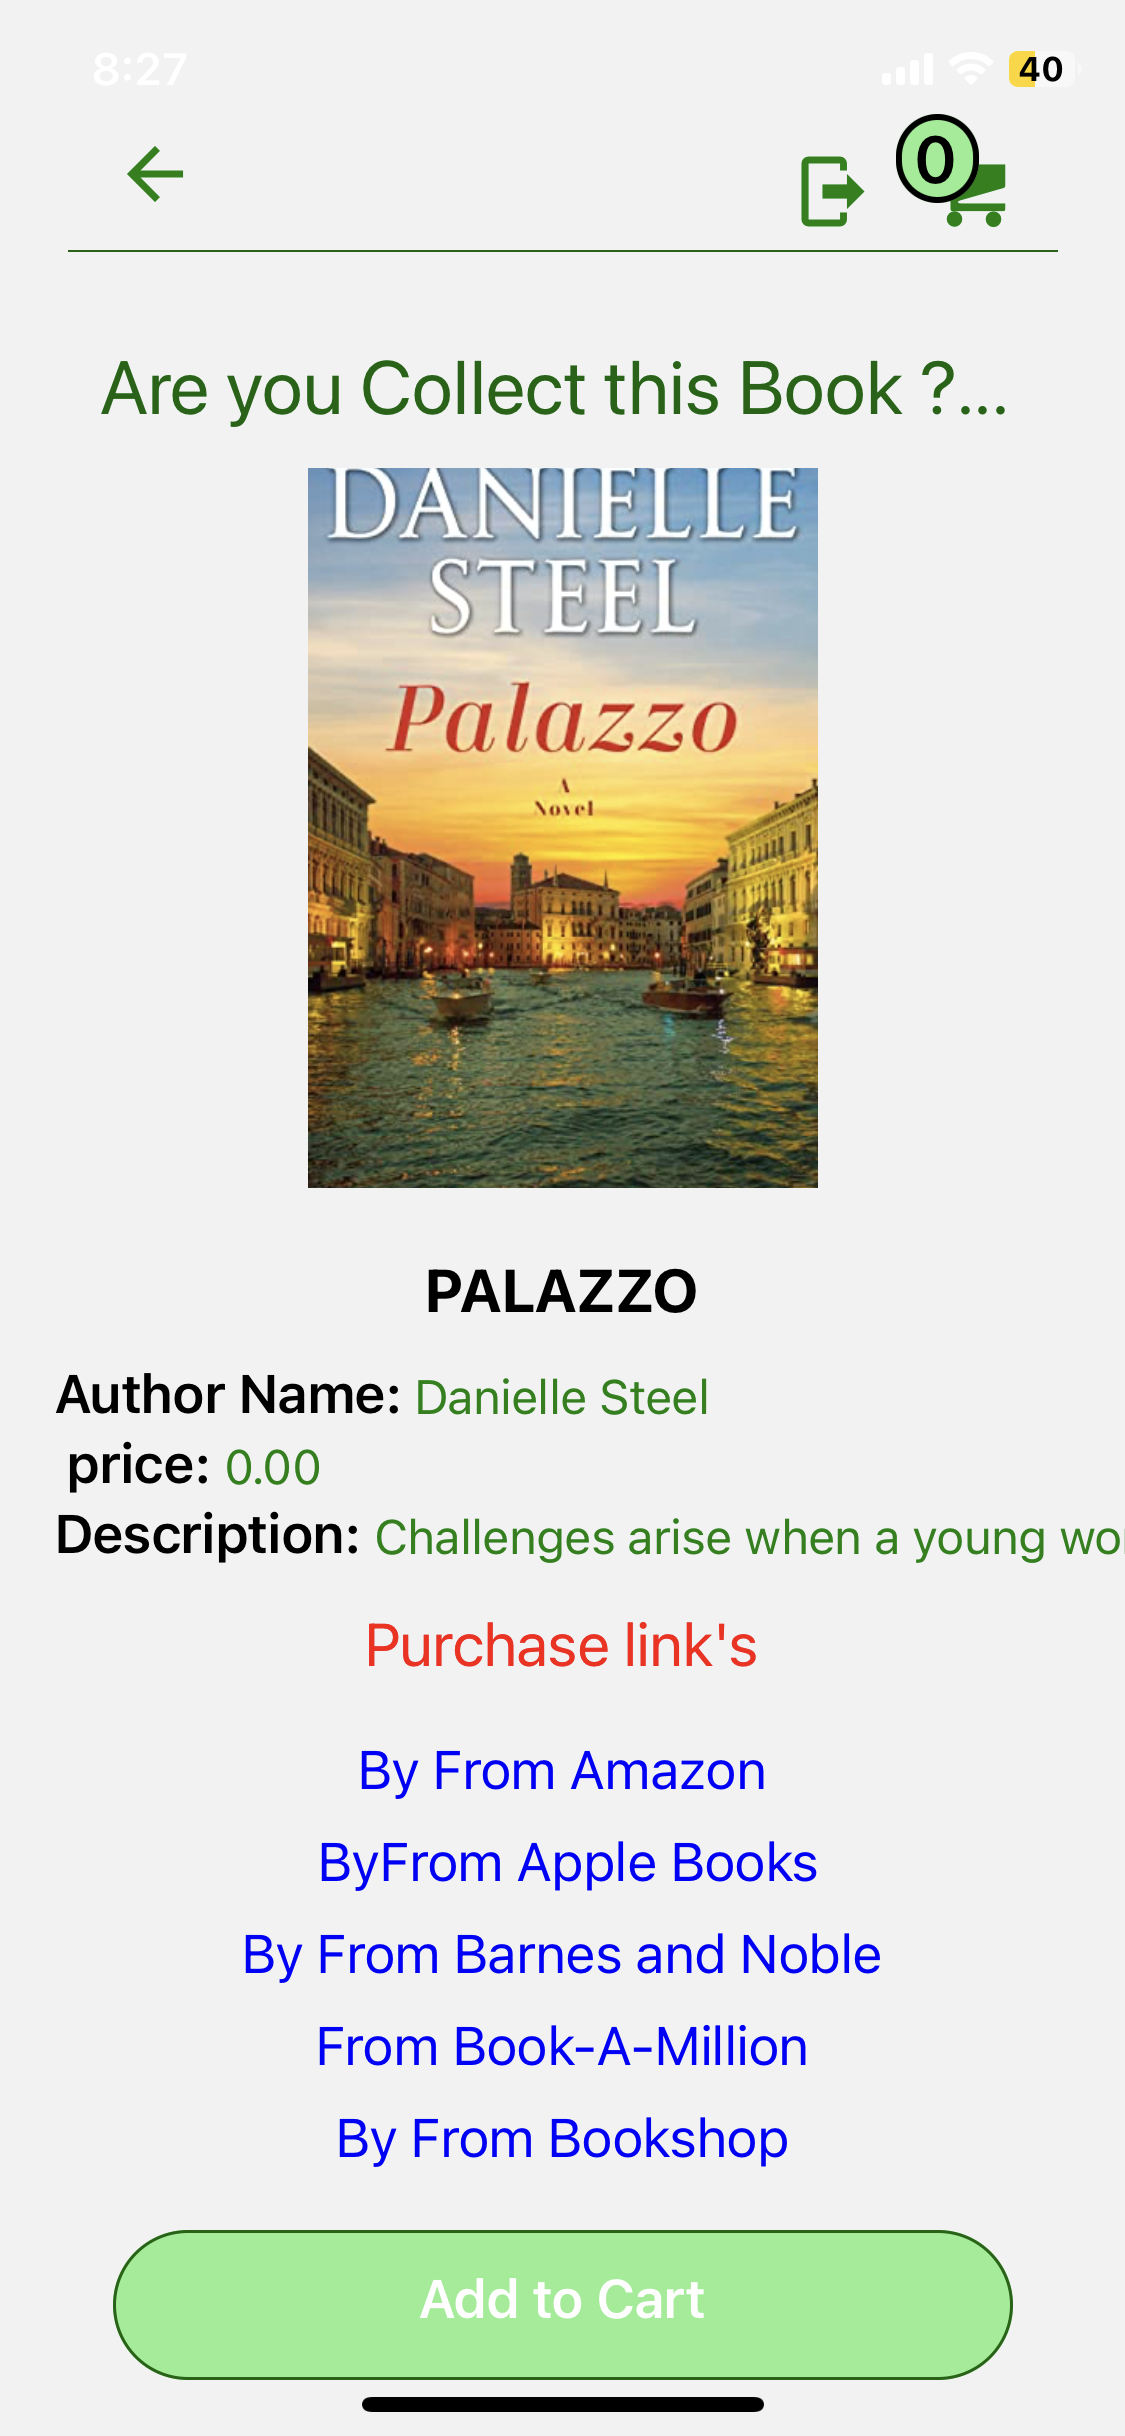 8:27
40
0
Are you Collect this Book ?...
DANIELLE
STEEL
Palazzo
A
Novel
PALAZZO
Author Name: Danielle Steel
price: 0.00
Description: Challenges arise when a young wo
Purchase link's
By From Amazon
ByFrom Apple Books
By From Barnes and Noble
From Book-A-Million
By From Bookshop
Add to Cart